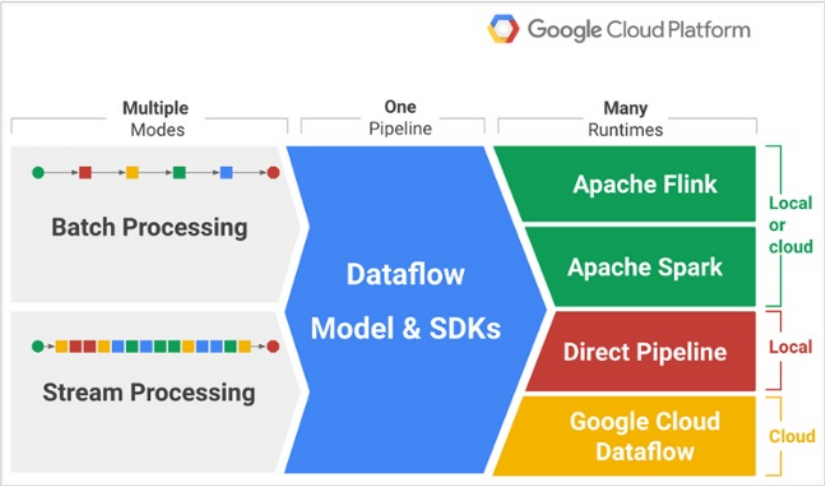 Google Cloud Platform
Multiple
Modes
One
Pipeline
Many
Runtimes
Batch Processing
Stream Processing
Dataflow
Model & SDKs
Apache Flink
Apache Spark
Direct Pipeline
Google Cloud
Dataflow
Local
or
cloud
Local
Cloud